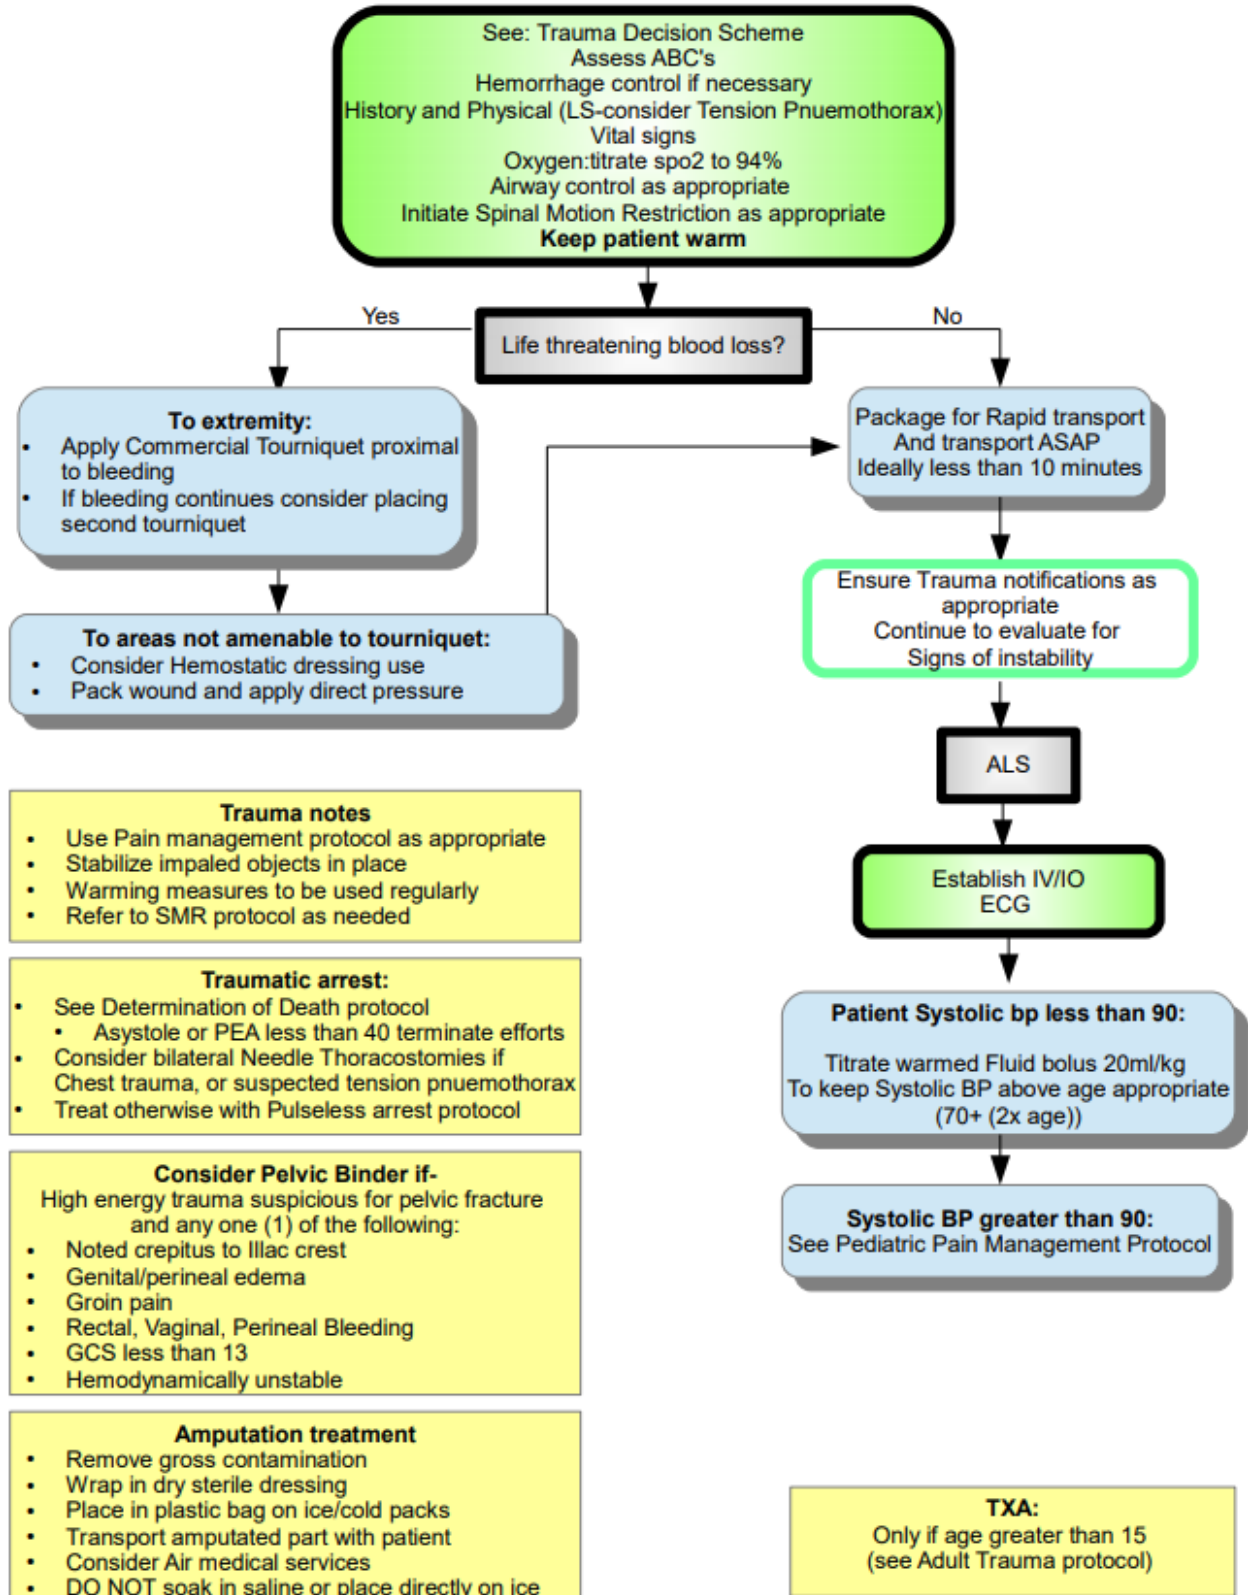 See: Trauma Decision Scheme
Assess ABC's
Hemorrhage control if necessary
History and Physical (LS-consider Tension Pnuemothorax)
Vital signs
Oxygen:titrate spo2 to 94%
Airway control as appropriate
Initiate Spinal Motion Restriction as appropriate
Keep patient warm
Life threatening blood loss?
Yes
No
To extremity:
• Apply Commercial Tourniquet proximal
to bleeding
• If bleeding continues consider placing
second tourniquet
To areas not amenable to tourniquet:
• Consider Hemostatic dressing use
• Pack wound and apply direct pressure
Package for Rapid transport
And transport ASAP
Ideally less than 10 minutes
Ensure Trauma notifications as
appropriate
Continue to evaluate for
Signs of instability
ALS
Establish IV/IO
ECG
Patient Systolic bp less than 90:
Titrate warmed Fluid bolus 20ml/kg
To keep Systolic BP above age appropriate
(70+ (2x age))
Systolic BP greater than 90:
See Pediatric Pain Management Protocol
Trauma notes
• Use Pain management protocol as appropriate
• Stabilize impaled objects in place
• Warming measures to be used regularly
• Refer to SMR protocol as needed
Traumatic arrest:
• See Determination of Death protocol
• Asystole or PEA less than 40 terminate efforts
• Consider bilateral Needle Thoracostomies if
Chest trauma, or suspected tension pnuemothorax
• Treat otherwise with Pulseless arrest protocol
Consider Pelvic Binder if-
High energy trauma suspicious for pelvic fracture
and any one (1) of the following:
• Noted crepitus to Illac crest
• Genital/perineal edema
• Groin pain
• Rectal, Vaginal, Perineal Bleeding
• GCS less than 13
• Hemodynamically unstable
Amputation treatment
• Remove gross contamination
• Wrap in dry sterile dressing
• Place in plastic bag on ice/cold packs
• Transport amputated part with patient
• Consider Air medical services
• DO NOT soak in saline or place directly on ice
TXA:
Only if age greater than 15
(see Adult Trauma protocol)